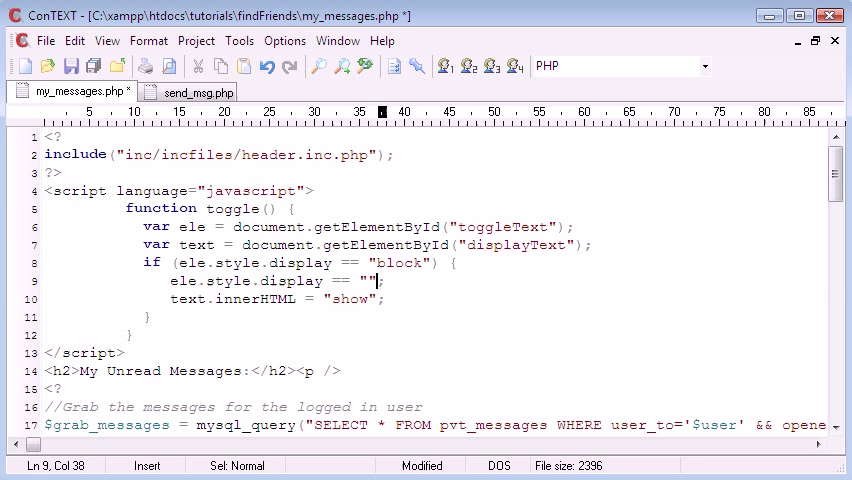 ConTEXT - [C:\xampp\htdocs\tutorials\findFriends\my_messages.php *]
File Edit View Format Project Tools Options Window Help
1 2 3 4 PHP
my_messages.php * send_msg.php
5 10 15 20 25 30 35 40 45 50 55 60 65 70 75 80 85
1 <?
2 include("inc/incfiles/header.inc.php");
3 ?>
4 <script language="javascript">
5 function toggle() {
6 var ele = document.getElementById("toggleText");
7 var text = document.getElementById("displayText");
8 if (ele.style.display == "block") {
9 ele.style.display == "";
10 text.innerHTML = "show";
11 }
12 }
13 </script>
14 <h2>My Unread Messages:</h2><p />
15 <?
16 //Grab the messages for the logged in user
17 $grab_messages = mysql_query("SELECT * FROM pvt_messages WHERE user_to='$user' && opene
Ln 9, Col 38 Insert Sel: Normal Modified DOS File size: 2396